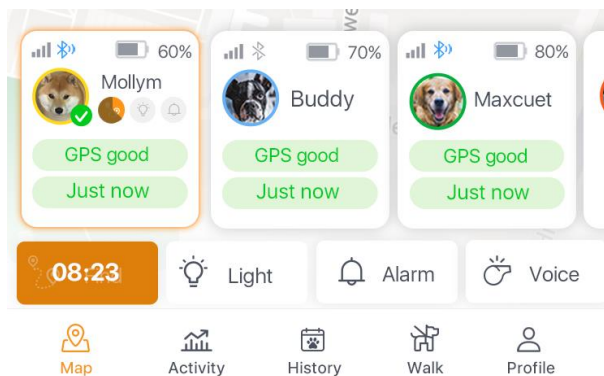 60%
Mollym
GPS good
Just now
70%
Buddy
GPS good
Just now
80%
Maxcuet
GPS good
Just now
08:23
Light
Alarm
Voice
Map
Activity
History
Walk
Profile